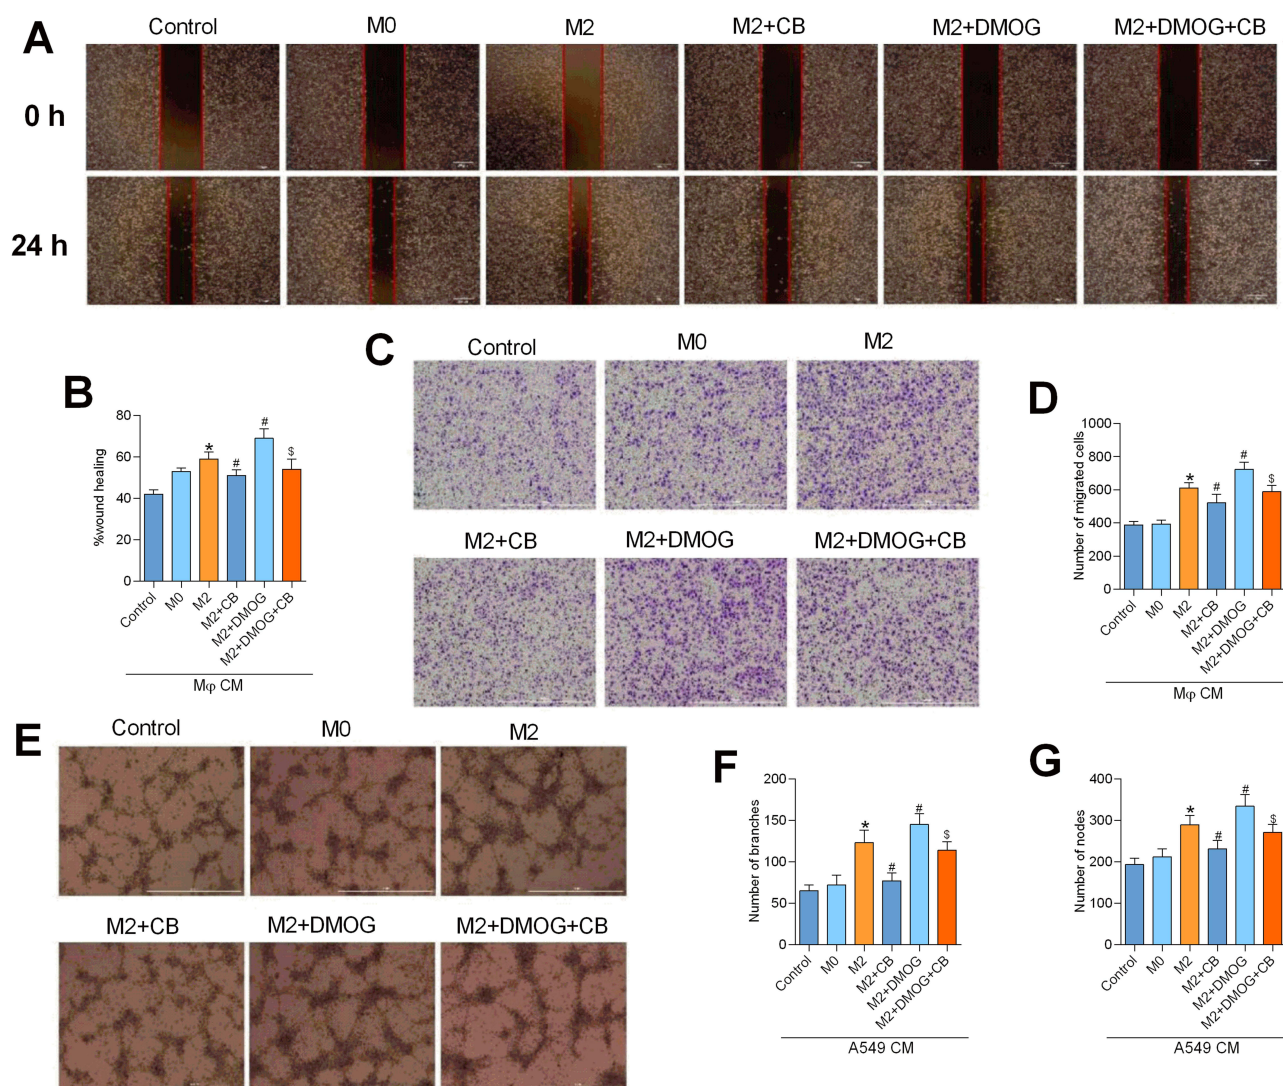 A
Control M0 M2 M2+CB M2+DMOG M2+DMOG+CB
0 h
24 h
B
%wound healing
80
60
40
20
0
* # # $
Control M0 M2 M2+CB M2+DMOG M2+DMOG+CB
Mφ CM
C
Control M0 M2
M2+CB M2+DMOG M2+DMOG+CB
D
Number of migrated cells
1000
800
600
400
200
0
* # # $
Control M0 M2 M2+CB M2+DMOG M2+DMOG+CB
Mφ CM
E
Control M0 M2
M2+CB M2+DMOG M2+DMOG+CB
F
Number of branches
200
150
100
50
0
* # # $
Control M0 M2 M2+CB M2+DMOG M2+DMOG+CB
A549 CM
G
Number of nodes
400
300
200
100
0
* # # $
Control M0 M2 M2+CB M2+DMOG M2+DMOG+CB
A549 CM